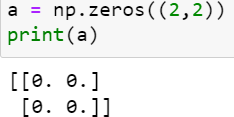 a = np.zeros((2,2))
print(a)
[[0. 0.]
 [0. 0.]]